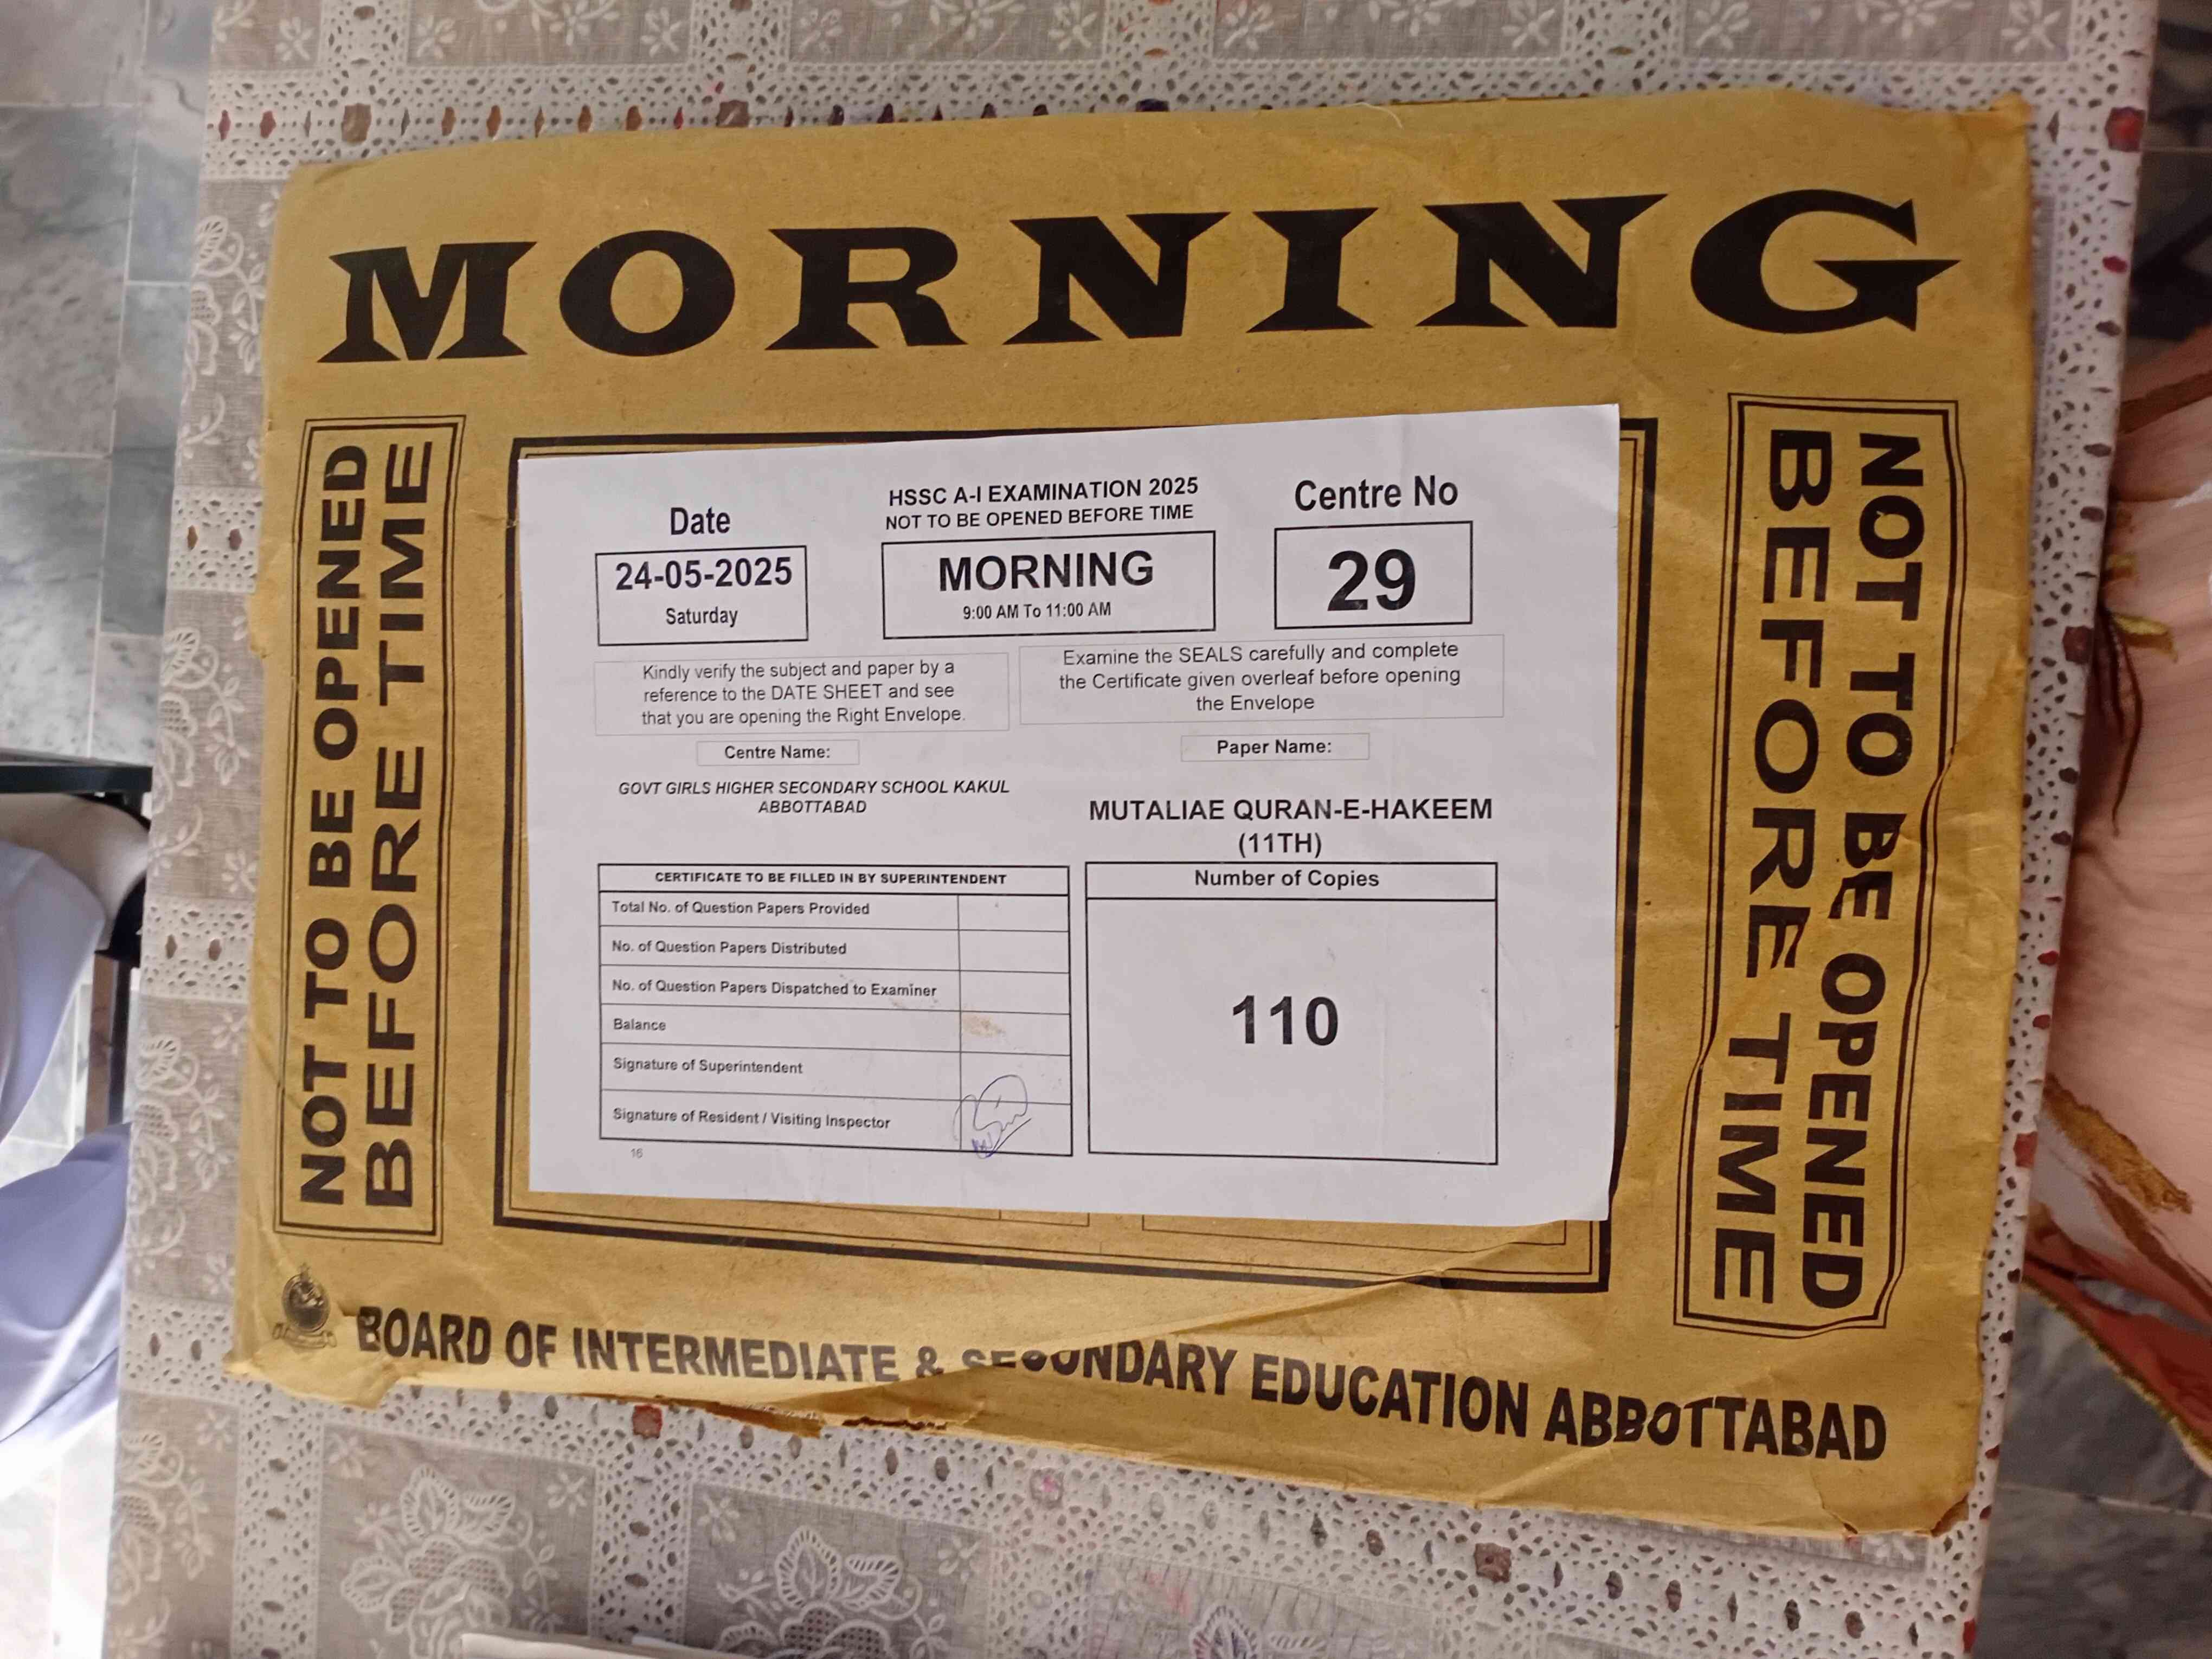 MORNING
NOT TO BE OPENED
BEFORE TIME
Date
24-05-2025
Saturday
HSSC A-I EXAMINATION 2025
NOT TO BE OPENED BEFORE TIME
MORNING
9:00 AM To 11:00 AM
Centre No
29
Kindly verify the subject and paper by a
reference to the DATE SHEET and see
that you are opening the Right Envelope.
Examine the SEALS carefully and complete
the Certificate given overleaf before opening
the Envelope
Centre Name:
GOVT GIRLS HIGHER SECONDARY SCHOOL KAKUL
ABBOTTABAD
Paper Name:
MUTALIAE QURAN-E-HAKEEM
(11TH)
CERTIFICATE TO BE FILLED IN BY SUPERINTENDENT
Total No. of Question Papers Provided
No. of Question Papers Distributed
No. of Question Papers Dispatched to Examiner
Balance
Signature of Superintendent
Signature of Resident / Visiting Inspector
16
Number of Copies
110
NOT TO BE OPENED
BEFORE TIME
BOARD OF INTERMEDIATE & SECONDARY EDUCATION ABBOTTABAD